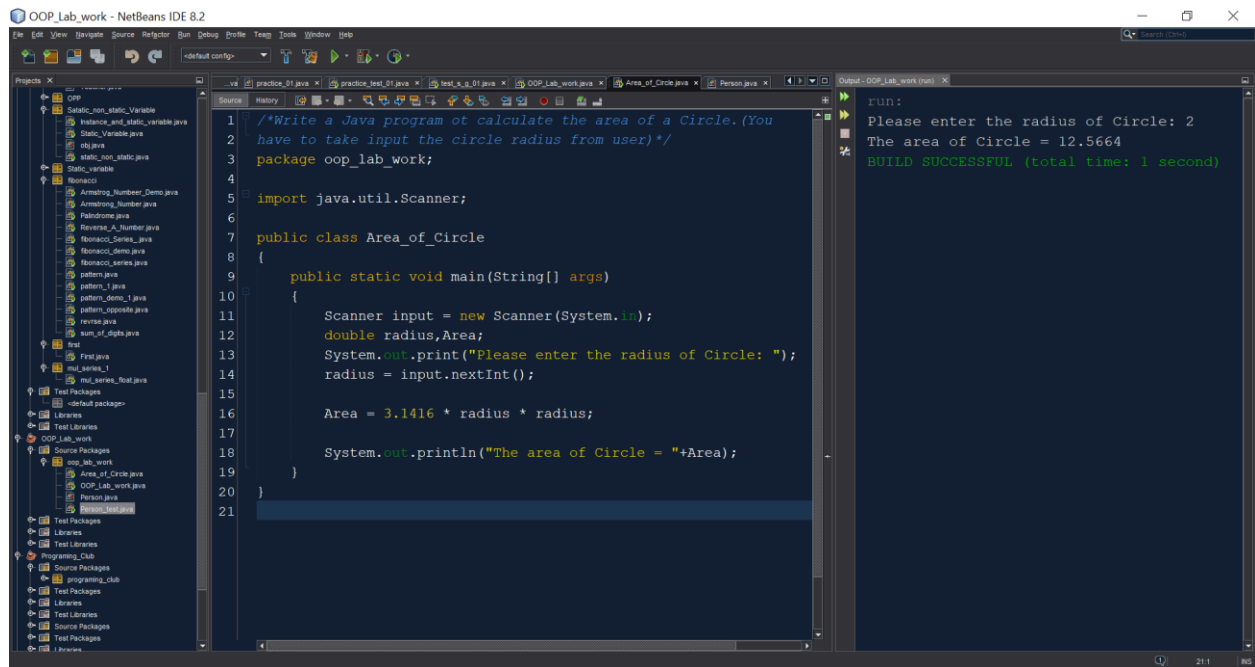 OOP_Lab_work - NetBeans IDE 8.2
File Edit View Navigate Source Refactor Run Debug Profile Team Tools Window Help
Search (Ctrl+I)
<default config>
Projects
OPP
Satatic_non_static_Variable
Instance_and_static_variable.java
Static_Variable.java
obj.java
static_non_static.java
Static_variable
fibonacci
Armstrog_Numbeer_Demo.java
Armstrong_Number.java
Palindrome.java
Reverse_A_Number.java
fibonacci_Series_.java
fibonacci_demo.java
fibonacci_series.java
pattern.java
pattern_1.java
pattern_demo_1.java
pattern_opposite.java
revrse.java
sum_of_digits.java
first
First.java
mul_series_1
mul_series_float.java
Test Packages
<default package>
Libraries
Test Libraries
OOP_Lab_work
Source Packages
oop_lab_work
Area_of_Circle.java
OOP_Lab_work.java
Person.java
Person_test.java
Test Packages
Libraries
Test Libraries
Programing_Club
Source Packages
programing_club
Test Packages
Libraries
Test Libraries
Source Packages
Test Packages
Libraries
...va practice_01.java practice_test_01.java test_s_g_01.java OOP_Lab_work.java Area_of_Circle.java Person.java
Source History
1 /*Write a Java program ot calculate the area of a Circle.(You
2 have to take input the circle radius from user)*/
3 package oop_lab_work;
4
5 import java.util.Scanner;
6
7 public class Area_of_Circle
8 {
9 public static void main(String[] args)
10 {
11 Scanner input = new Scanner(System.in);
12 double radius,Area;
13 System.out.print("Please enter the radius of Circle: ");
14 radius = input.nextInt();
15
16 Area = 3.1416 * radius * radius;
17
18 System.out.println("The area of Circle = "+Area);
19 }
20 }
21
Output - OOP_Lab_work (run)
run:
Please enter the radius of Circle: 2
The area of Circle = 12.5664
BUILD SUCCESSFUL (total time: 1 second)
21:1 INS